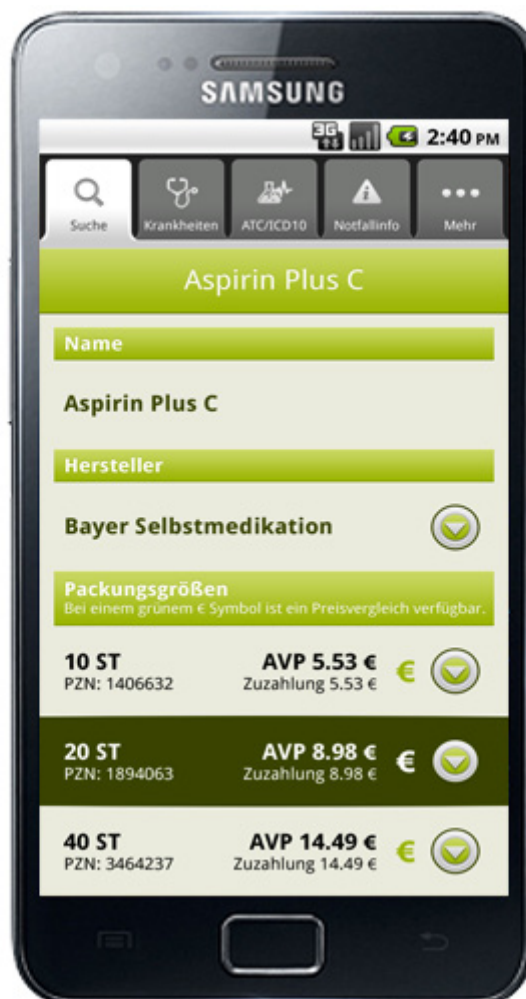 SAMSUNG
3G 2:40 PM
Suche Krankheiten ATC/ICD10 Notfallinfo Mehr
Aspirin Plus C
Name
Aspirin Plus C
Hersteller
Bayer Selbstmedikation
Packungsgrößen
Bei einem grünem € Symbol ist ein Preisvergleich verfügbar.
10 ST AVP 5.53 € €
PZN: 1406632 Zuzahlung 5.53 €
20 ST AVP 8.98 € €
PZN: 1894063 Zuzahlung 8.98 €
40 ST AVP 14.49 € €
PZN: 3464237 Zuzahlung 14.49 €